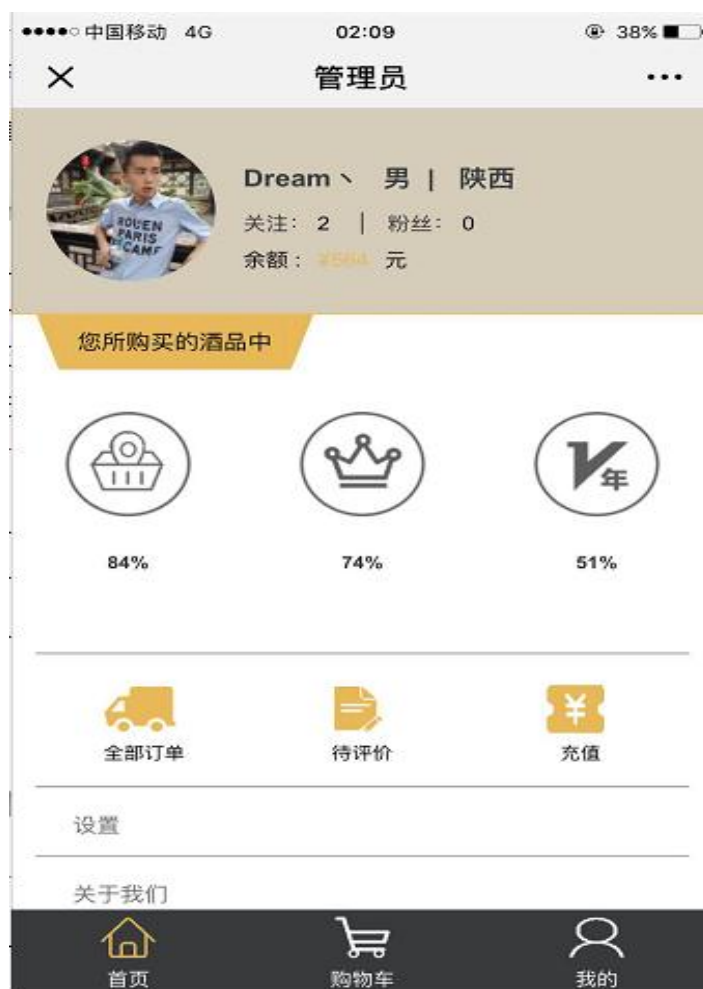 中国移动 4G 02:09 38%
管理员
Dream丶 男 | 陕西
关注: 2 | 粉丝: 0
余额: 元
您所购买的酒品中
年
84% 74% 51%
¥
全部订单 待评价 充值
设置
关于我们
首页 购物车 我的